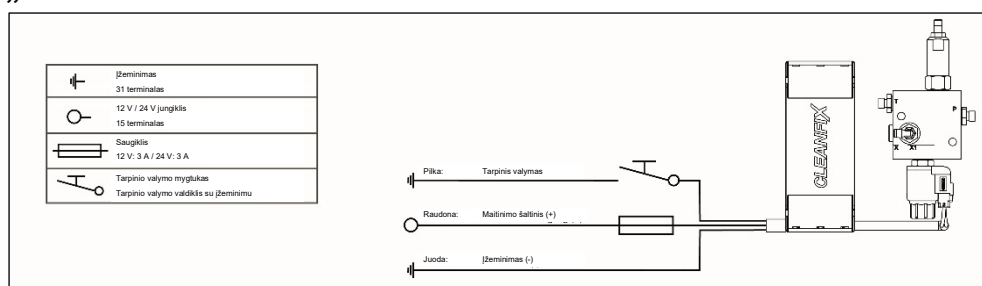 „
Įžeminimas
31 terminalas
12 V / 24 V jungiklis
15 terminalas
Saugiklis
12 V: 3 A / 24 V: 3 A
Tarpinio valymo mygtukas
Tarpinio valymo valdiklis su įžeminimu
Pilka: Tarpinis valymas
Raudona: Maitinimo šaltinis (+)
Juoda: Įžeminimas (-)
CLEANFIX
T
P
X X1